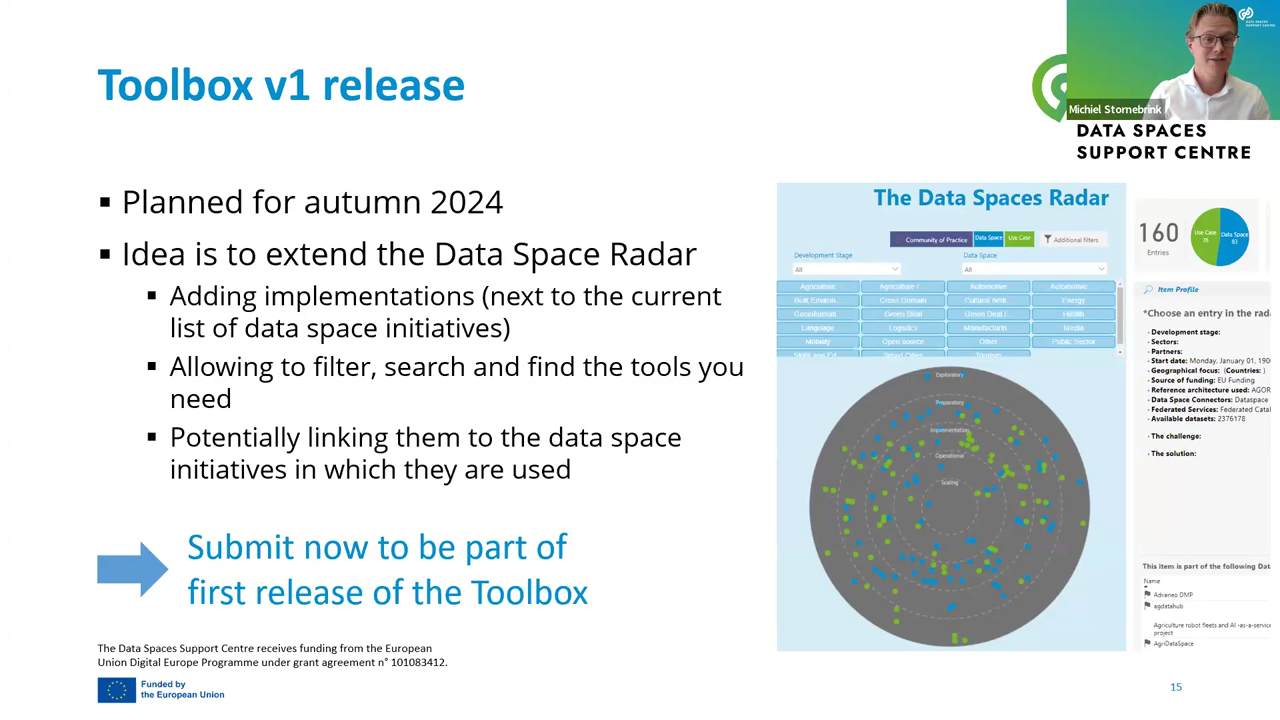 Toolbox v1 release
▪ Planned for autumn 2024
▪ Idea is to extend the Data Space Radar
▪ Adding implementations (next to the current
list of data space initiatives)
▪ Allowing to filter, search and find the tools you
need
▪ Potentially linking them to the data space
initiatives in which they are used
Submit now to be part of
first release of the Toolbox
The Data Spaces Support Centre receives funding from the European
Union Digital Europe Programme under grant agreement n° 101083412.
Funded by
the European Union
Michiel Stornebrink
DATA SPACES
SUPPORT CENTRE
The Data Spaces Radar
Community of Practice
Data Space
Use Case
Additional filters
Development Stage
Data Space
All
All
Agriculture
Agriculture /...
Automotive
Automotive...
Built Environ...
Cross Domain
Cultural herit...
Energy
Geoinformati
Green Deal
Green Deal /...
Health
Language
Logistics
Manufacturin...
Media
Mobility
Open source
Other
Public Sector
Skills and Ed...
Smart Cities
Tourism
Exploratory
Preparatory
Implementation
Operational
Scaling
160
Entries
Use Case
76
Data Space
83
Item Profile
*Choose an entry in the rada
· Development stage:
· Sectors:
· Partners:
· Start date: Monday, January 01, 190
· Geographical focus: (Countries: )
· Source of funding: EU Funding
· Reference architecture used: AGOR
· Data Space Connectors: Dataspace
· Federated Services: Federated Catal
· Available datasets: 2376178
· The challenge:
· The solution:
This item is part of the following Dat
Name
Advaneo DMP
agdatahub
Agriculture robot fleets and AI -as-a-service
project
AgriDataSpace
15